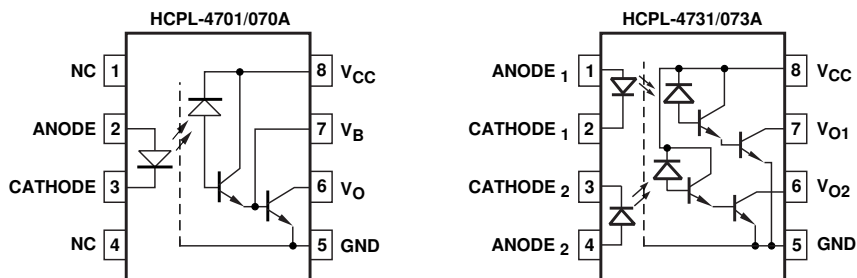 HCPL-4701/070A
NC 1
ANODE 2
CATHODE 3
NC 4
8 VCC
7 VB
6 VO
5 GND
HCPL-4731/073A
ANODE 1 1
CATHODE 1 2
CATHODE 2 3
ANODE 2 4
8 VCC
7 VO1
6 VO2
5 GND